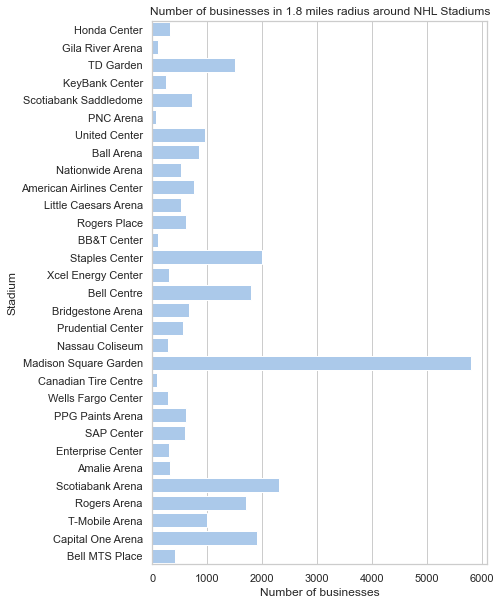 Number of businesses in 1.8 miles radius around NHL Stadiums
Honda Center
Gila River Arena
TD Garden
KeyBank Center
Scotiabank Saddledome
PNC Arena
United Center
Ball Arena
Nationwide Arena
American Airlines Center
Little Caesars Arena
Rogers Place
BB&T Center
Staples Center
Xcel Energy Center
Bell Centre
Bridgestone Arena
Prudential Center
Nassau Coliseum
Madison Square Garden
Canadian Tire Centre
Wells Fargo Center
PPG Paints Arena
SAP Center
Enterprise Center
Amalie Arena
Scotiabank Arena
Rogers Arena
T-Mobile Arena
Capital One Arena
Bell MTS Place
Stadium
0 1000 2000 3000 4000 5000 6000
Number of businesses